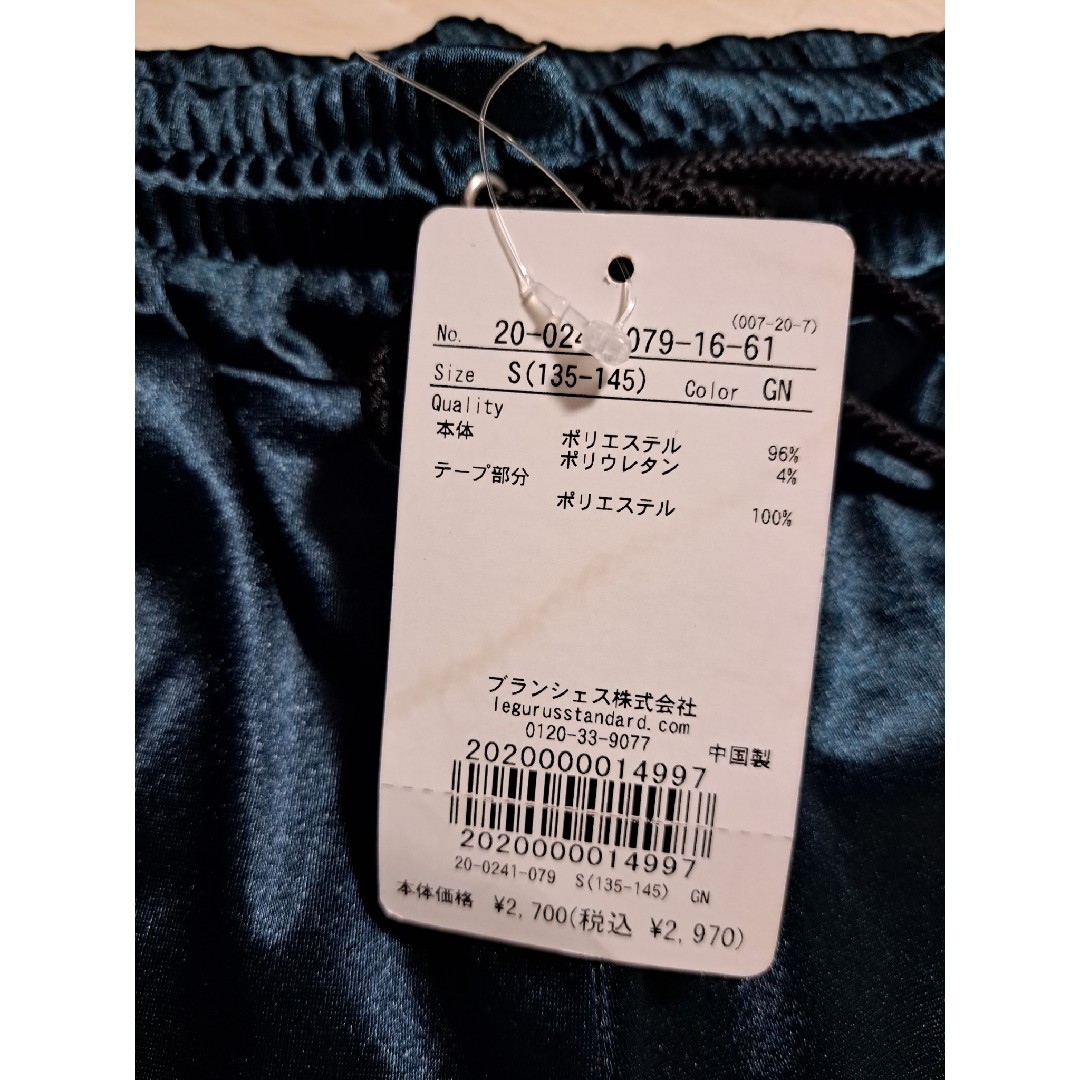 (007-20-7)
No. 20-024 079-16-61
Size S(135-145) Color GN
Quality
本体 ポリエステル 96%
ポリウレタン 4%
テープ部分
ポリエステル 100%
ブランシェス株式会社
legurusstandard.com
0120-33-9077
中国製
2020000014997
2020000014997
20-0241-079 S(135-145) GN
本体価格 ¥2,700(税込 ¥2,970)